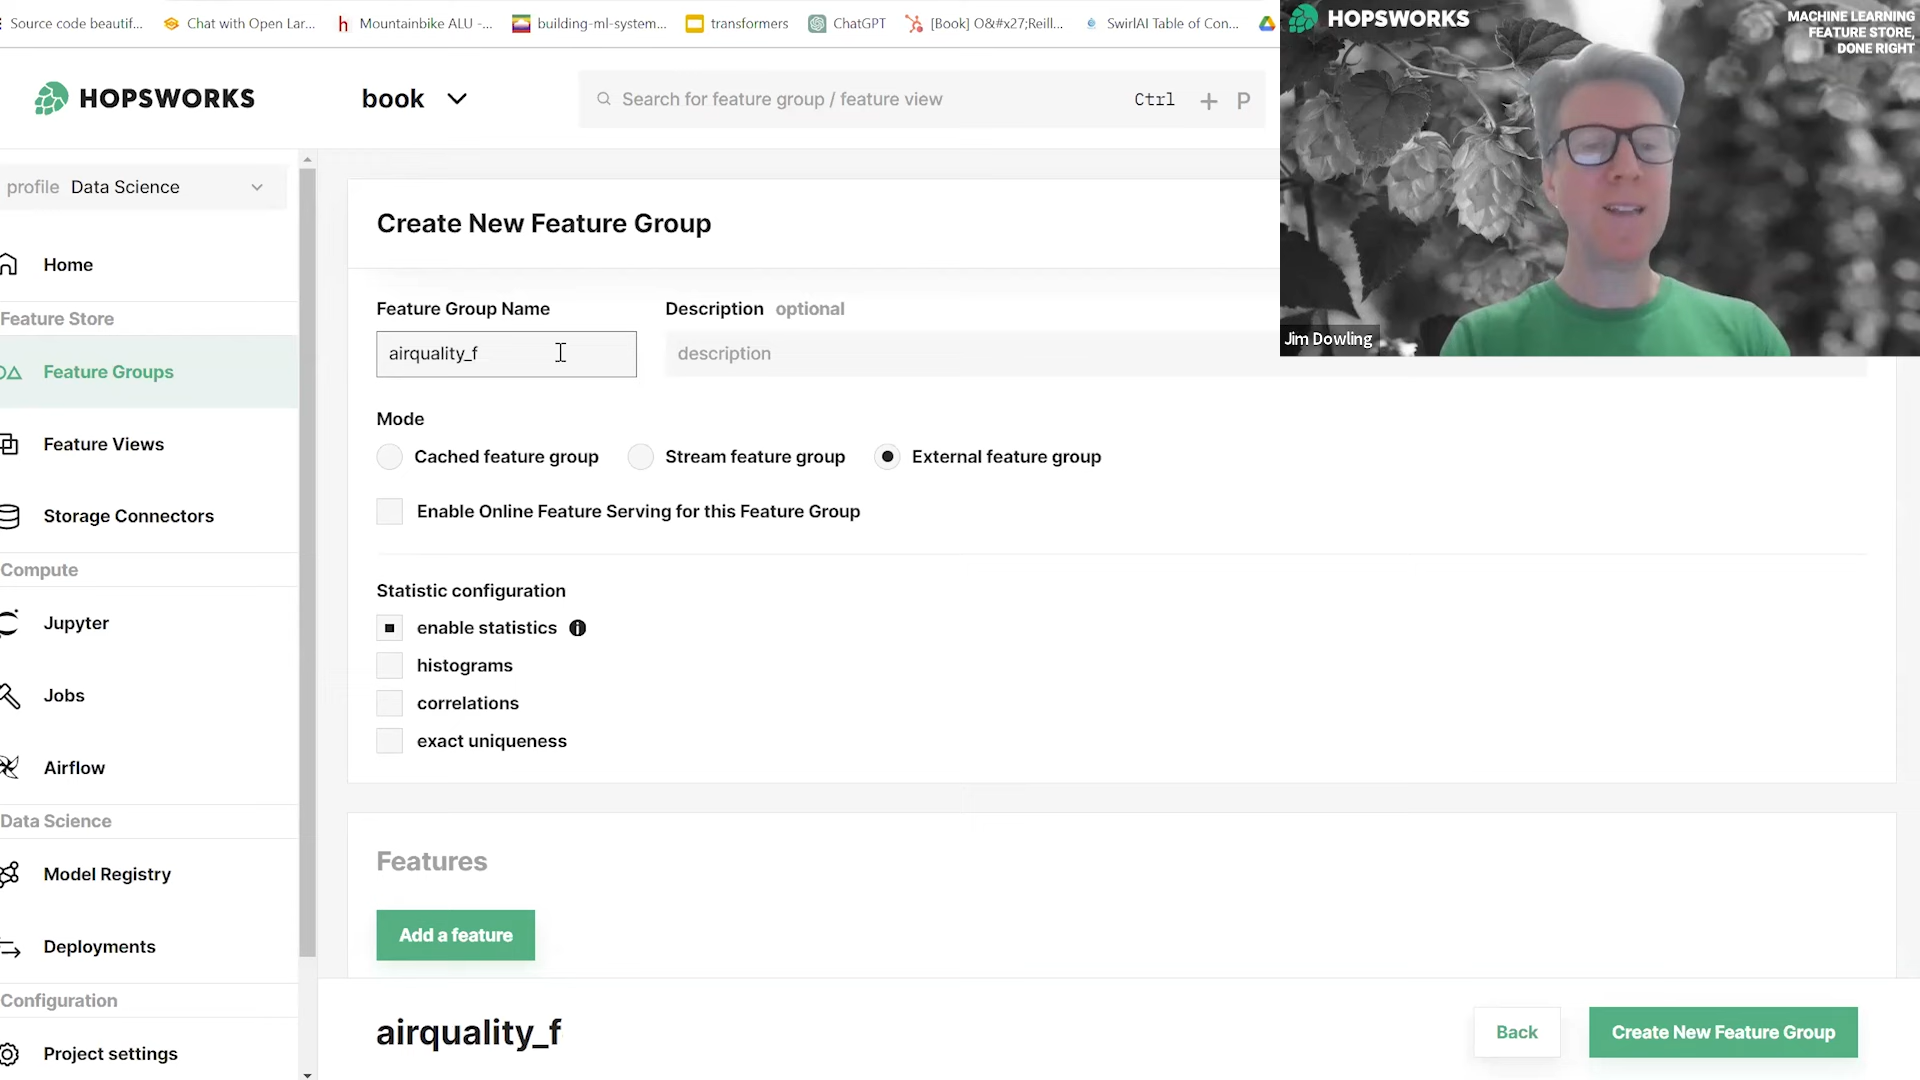 Source code beautif... Chat with Open Lar... Mountainbike ALU -... building-ml-system... transformers ChatGPT [Book] O&#x27;Reill... SwirlAI Table of Con...
HOPSWORKS
MACHINE LEARNING
FEATURE STORE,
DONE RIGHT
HOPSWORKS
book
Search for feature group / feature view
Ctrl + P
Jim Dowling
profile Data Science
Home
Feature Store
Feature Groups
Feature Views
Storage Connectors
Compute
Jupyter
Jobs
Airflow
Data Science
Model Registry
Deployments
Configuration
Project settings
Create New Feature Group
Feature Group Name
Description optional
airquality_f
description
Mode
Cached feature group
Stream feature group
External feature group
Enable Online Feature Serving for this Feature Group
Statistic configuration
enable statistics
histograms
correlations
exact uniqueness
Features
Add a feature
airquality_f
Back
Create New Feature Group